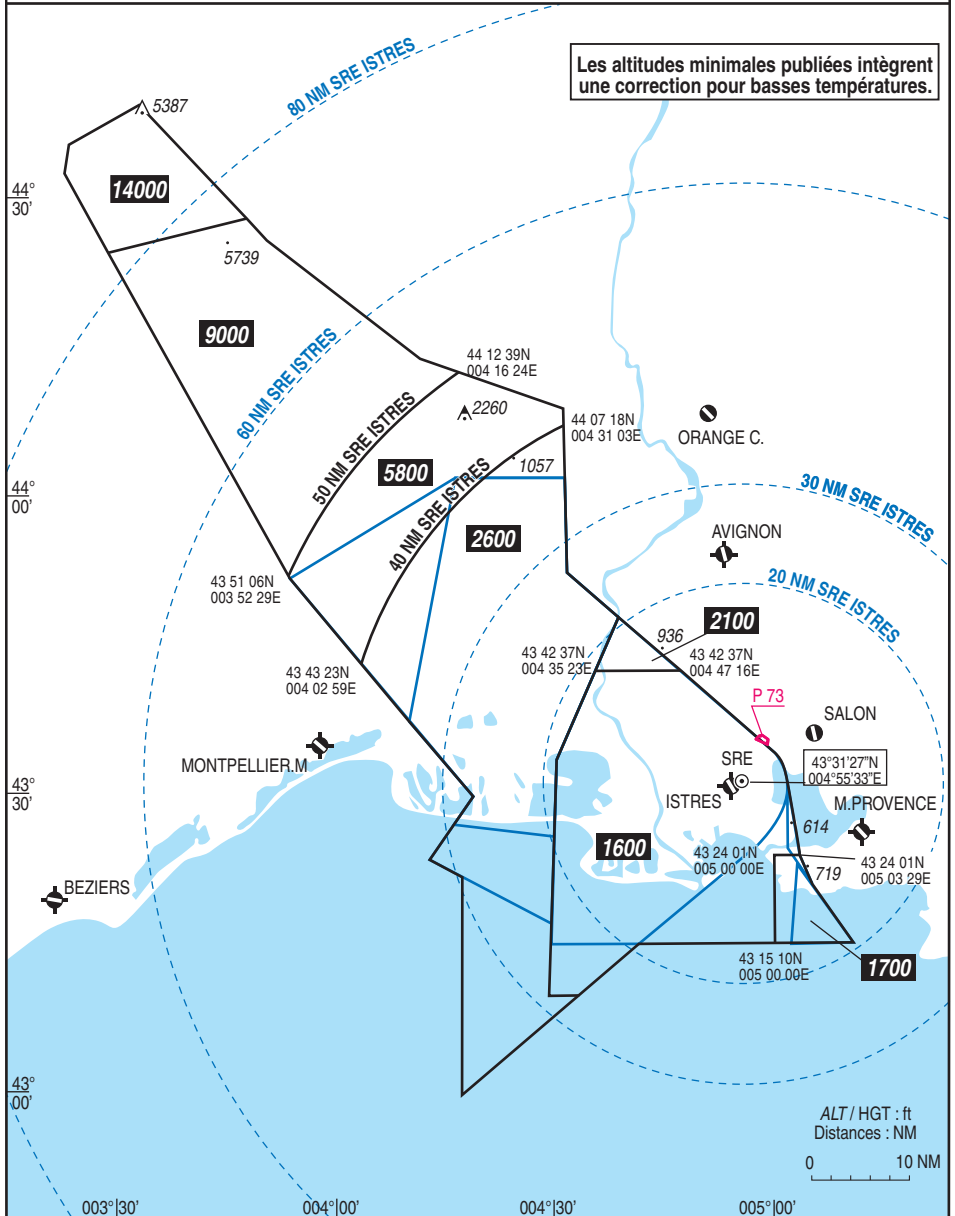 Les altitudes minimales publiées intègrent
une correction pour basses températures.
80 NM SRE ISTRES
5387
44°
30'
14000
5739
9000
60 NM SRE ISTRES
44 12 39N
004 16 24E
50 NM SRE ISTRES
2260
44 07 18N
004 31 03E
ORANGE C.
5800
1057
40 NM SRE ISTRES
44°
00'
30 NM SRE ISTRES
2600
AVIGNON
43 51 06N
003 52 29E
20 NM SRE ISTRES
2100
936
43 42 37N
004 35 23E
43 42 37N
004 47 16E
43 43 23N
004 02 59E
P 73
SALON
MONTPELLIER.M
SRE
43°31'27"N
004°55'33"E
43°
30'
ISTRES
M.PROVENCE
614
1600
43 24 01N
005 00 00E
43 24 01N
005 03 29E
719
BEZIERS
43 15 10N
005 00 00E
1700
43°
00'
ALT / HGT : ft
Distances : NM
0 10 NM
003°30' 004°00' 004°30' 005°00'